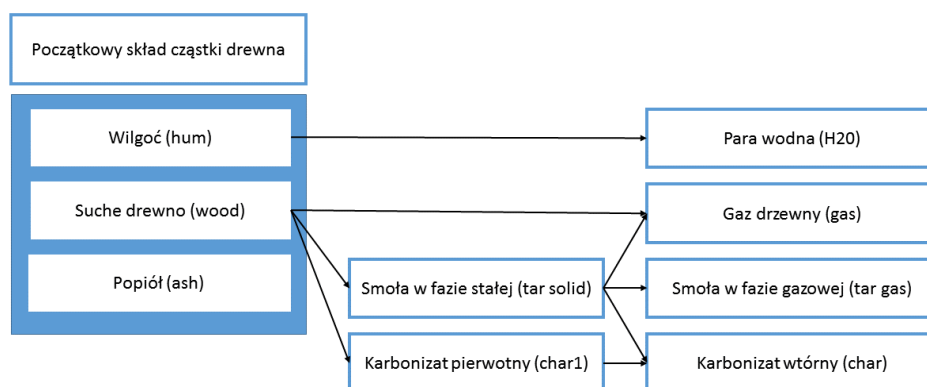 Początkowy skład cząstki drewna
Wilgoć (hum)
Para wodna (H20)
Suche drewno (wood)
Gaz drzewny (gas)
Popiół (ash)
Smoła w fazie stałej (tar solid)
Smoła w fazie gazowej (tar gas)
Karbonizat pierwotny (char1)
Karbonizat wtórny (char)